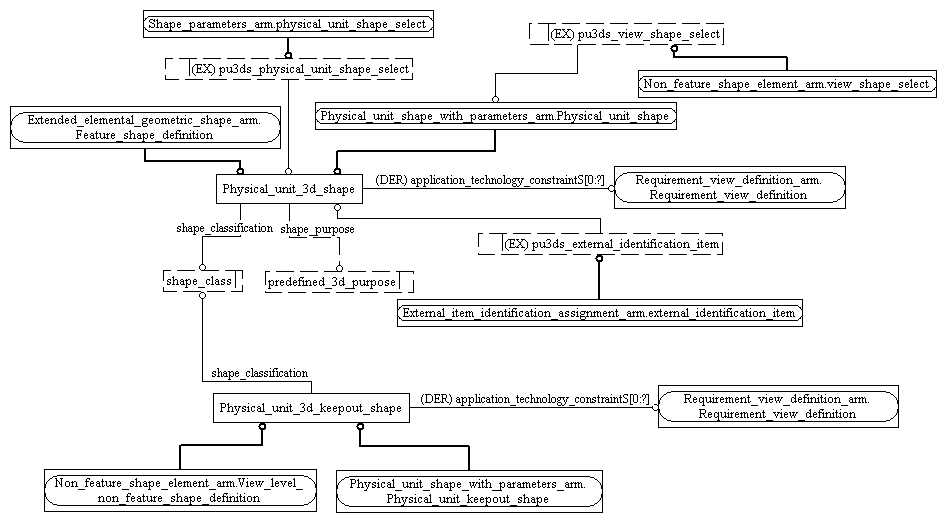 Shape_parameters_arm.physical_unit_shape_select
(EX) pu3ds_view_shape_select
(EX) pu3ds_physical_unit_shape_select
Non_feature_shape_element_arm.view_shape_select
Extended_elemental_geometric_shape_arm.
Feature_shape_definition
Physical_unit_shape_with_parameters_arm.Physical_unit_shape
Physical_unit_3d_shape
(DER) application_technology_constraintS[0:?]
Requirement_view_definition_arm.
Requirement_view_definition
shape_classification
shape_purpose
(EX) pu3ds_external_identification_item
shape_class
predefined_3d_purpose
External_item_identification_assignment_arm.external_identification_item
shape_classification
Physical_unit_3d_keepout_shape
(DER) application_technology_constraintS[0:?]
Requirement_view_definition_arm.
Requirement_view_definition
Non_feature_shape_element_arm.View_level_
non_feature_shape_definition
Physical_unit_shape_with_parameters_arm.
Physical_unit_keepout_shape